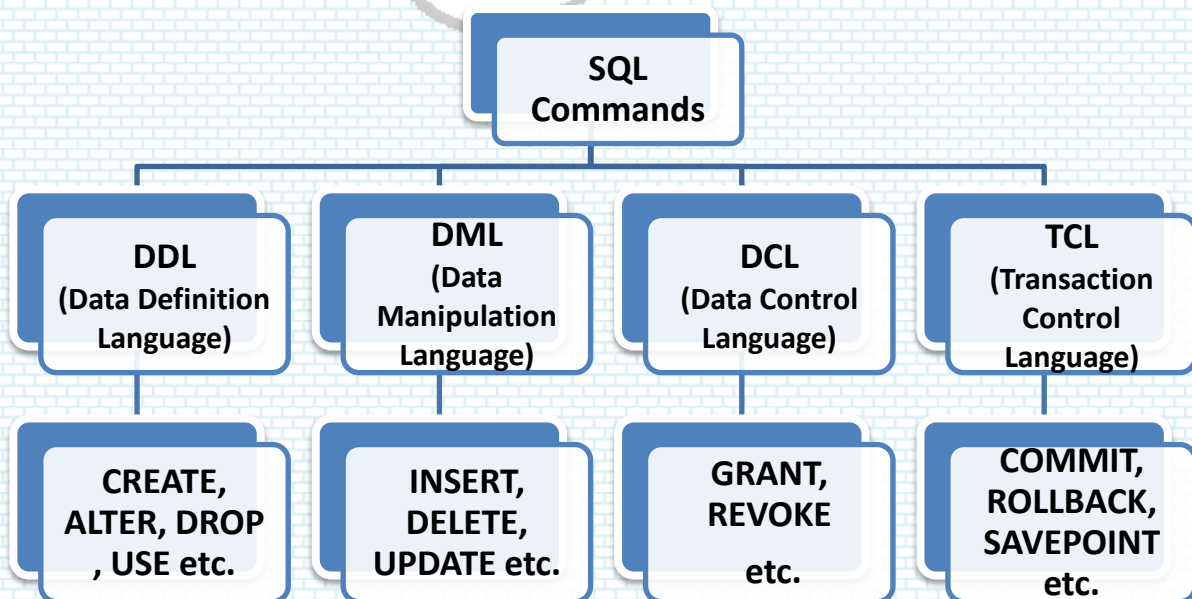 SQL
Commands
DDL
(Data Definition
Language)
DML
(Data
Manipulation
Language)
DCL
(Data Control
Language)
TCL
(Transaction
Control
Language)
CREATE,
ALTER, DROP
, USE etc.
INSERT,
DELETE,
UPDATE etc.
GRANT,
REVOKE
etc.
COMMIT,
ROLLBACK,
SAVEPOINT
etc.